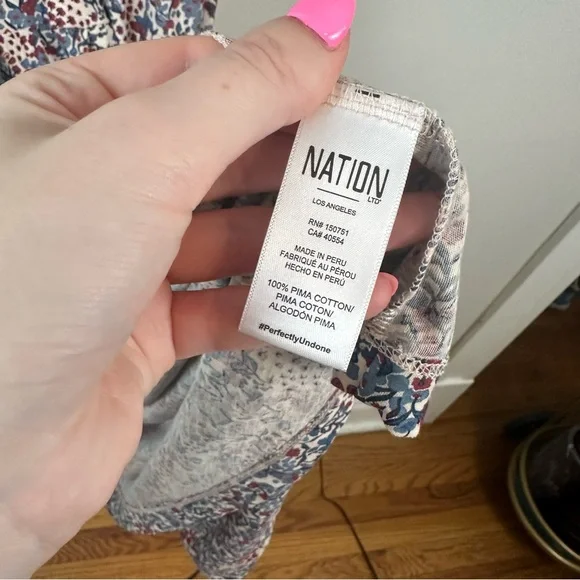 NATION
LTD
LOS ANGELES
RN# 150751
CA# 40554
MADE IN PERU
FABRIQUÉ AU PÉROU
HECHO EN PERÚ
100% PIMA COTTON/
PIMA COTON/
ALGODÓN PIMA
#PerfectlyUndone